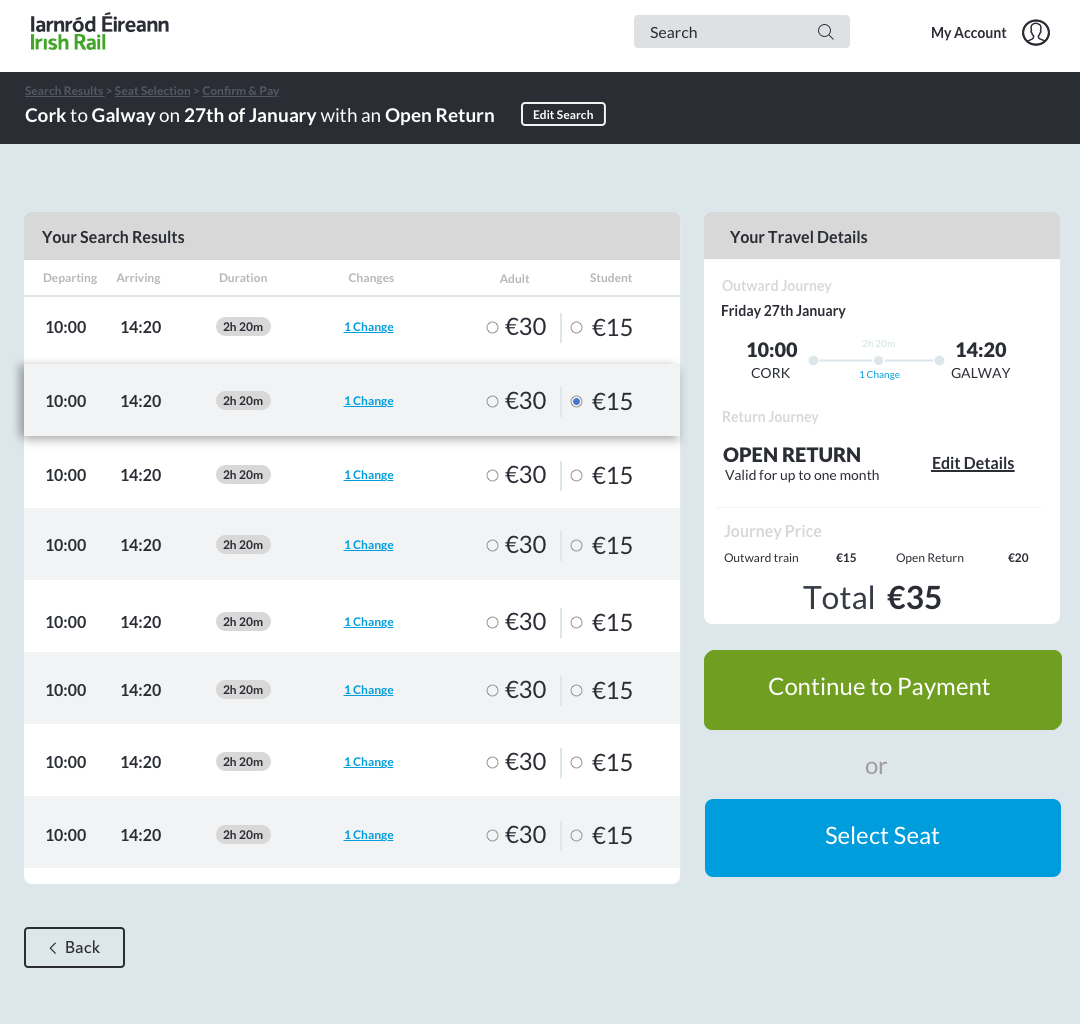 Iarnród Éireann
Irish Rail
Search
My Account
Search Results > Seat Selection > Confirm & Pay
Cork to Galway on 27th of January with an Open Return
Edit Search
Your Search Results
Departing Arriving Duration Changes Adult Student
10:00 14:20 2h 20m 1 Change €30 €15
10:00 14:20 2h 20m 1 Change €30 €15
10:00 14:20 2h 20m 1 Change €30 €15
10:00 14:20 2h 20m 1 Change €30 €15
10:00 14:20 2h 20m 1 Change €30 €15
10:00 14:20 2h 20m 1 Change €30 €15
10:00 14:20 2h 20m 1 Change €30 €15
10:00 14:20 2h 20m 1 Change €30 €15
Your Travel Details
Outward Journey
Friday 27th January
10:00 2h 20m 14:20
CORK 1 Change GALWAY
Return Journey
OPEN RETURN
Valid for up to one month
Edit Details
Journey Price
Outward train €15 Open Return €20
Total €35
Continue to Payment
or
Select Seat
Back